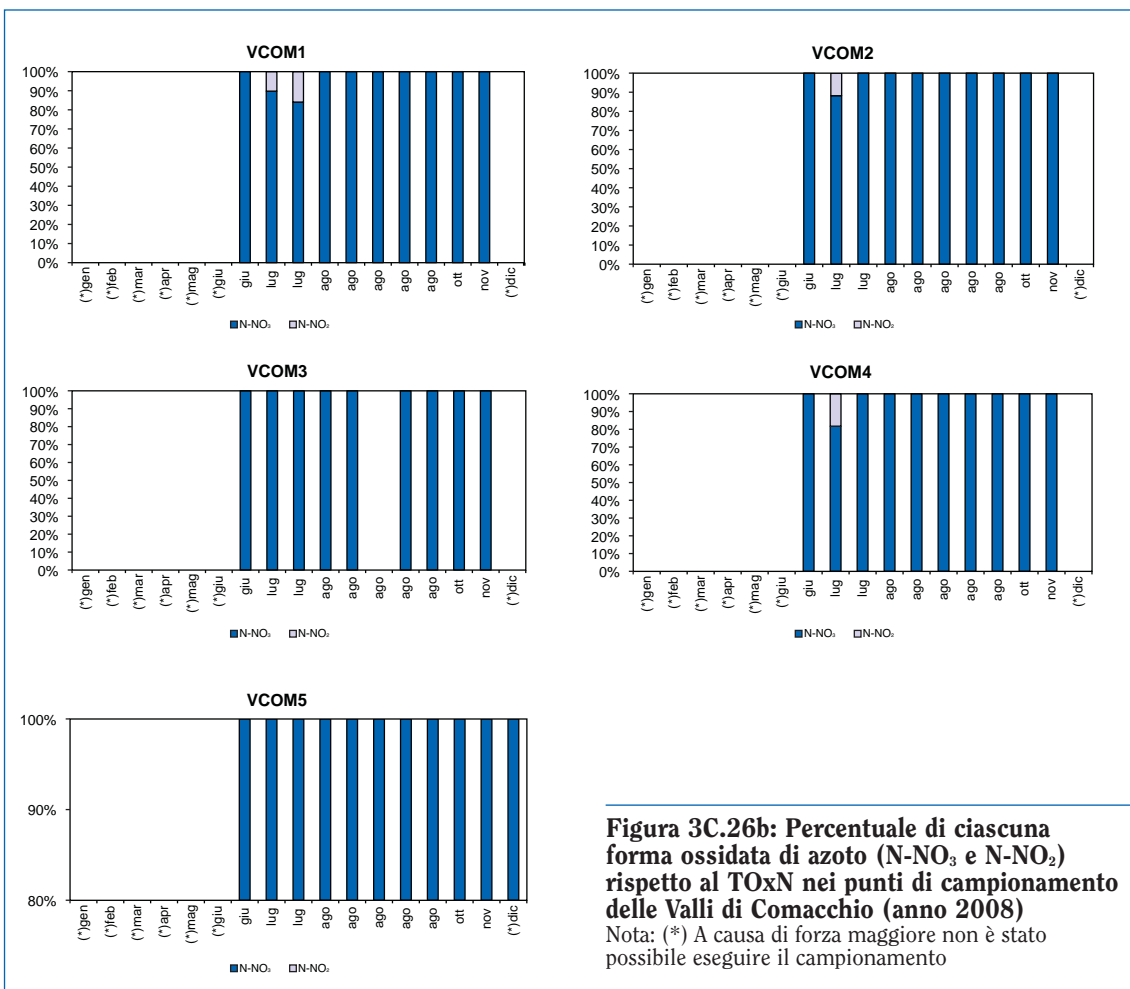 VCOM1
100%
90%
80%
70%
60%
50%
40%
30%
20%
10%
0%
(*)gen
(*)feb
(*)mar
(*)apr
(*)mag
(*)giu
giu
lug
lug
ago
ago
ago
ago
ago
ott
nov
(*)dic
N-NO₃ N-NO₂
VCOM2
100%
90%
80%
70%
60%
50%
40%
30%
20%
10%
0%
(*)gen
(*)feb
(*)mar
(*)apr
(*)mag
(*)giu
giu
lug
lug
ago
ago
ago
ago
ago
ott
nov
(*)dic
N-NO₃ N-NO₂
VCOM3
100%
90%
80%
70%
60%
50%
40%
30%
20%
10%
0%
(*)gen
(*)feb
(*)mar
(*)apr
(*)mag
(*)giu
giu
lug
lug
ago
ago
ago
ago
ago
ott
nov
(*)dic
N-NO₃ N-NO₂
VCOM4
100%
90%
80%
70%
60%
50%
40%
30%
20%
10%
0%
(*)gen
(*)feb
(*)mar
(*)apr
(*)mag
(*)giu
giu
lug
lug
ago
ago
ago
ago
ago
ott
nov
(*)dic
N-NO₃ N-NO₂
VCOM5
100%
90%
80%
(*)gen
(*)feb
(*)mar
(*)apr
(*)mag
(*)giu
giu
lug
lug
ago
ago
ago
ago
ago
ott
nov
(*)dic
N-NO₃ N-NO₂
Figura 3C.26b: Percentuale di ciascuna
forma ossidata di azoto (N-NO₃ e N-NO₂)
rispetto al TOxN nei punti di campionamento
delle Valli di Comacchio (anno 2008)
Nota: (*) A causa di forza maggiore non è stato
possibile eseguire il campionamento